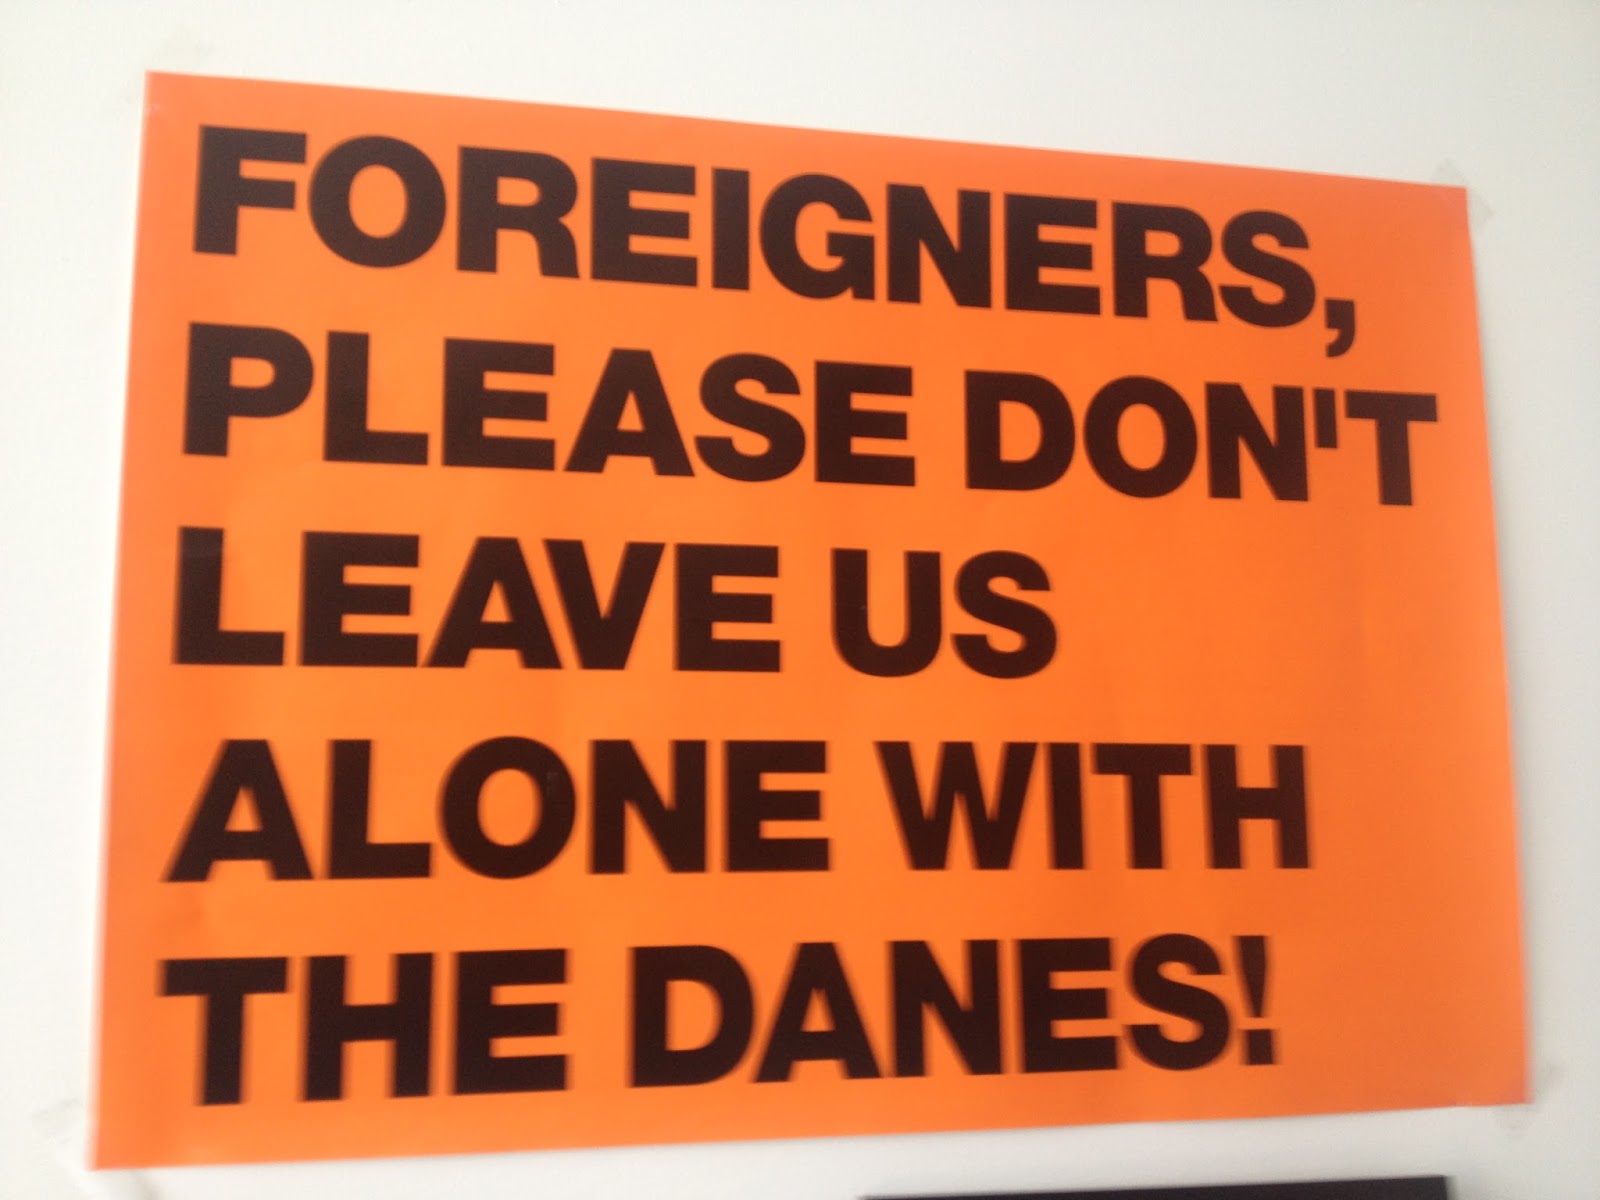 FOREIGNERS,
PLEASE DON'T
LEAVE US
ALONE WITH
THE DANES!